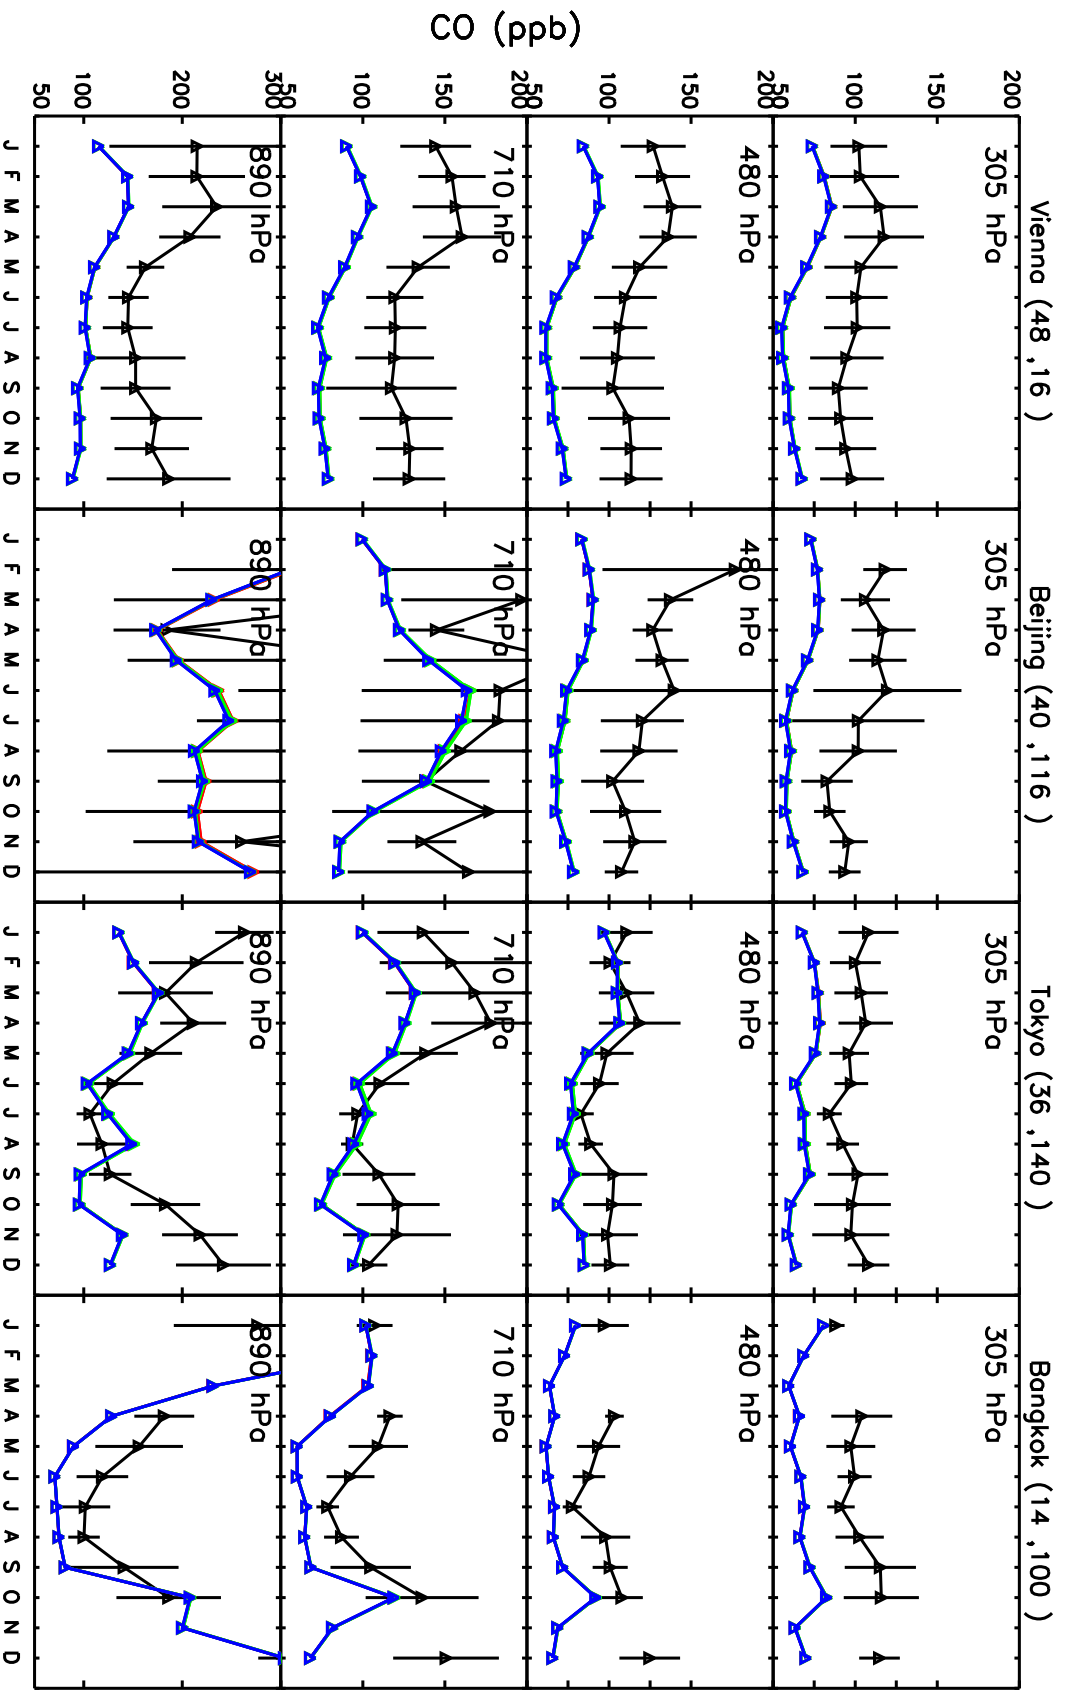 Vienna (48 ,16 )
Beijing (40 ,116 )
Tokyo (36 ,140 )
Bangkok (14 ,100 )
CO (ppb)
200
305 hPa
305 hPa
305 hPa
305 hPa
150
100
50
200
480 hPa
480 hPa
480 hPa
480 hPa
150
100
50
200
710 hPa
710 hPa
710 hPa
710 hPa
150
100
50
300
890 hPa
890 hPa
890 hPa
890 hPa
200
100
50
J F M A M J J A S O N D
J F M A M J J A S O N D
J F M A M J J A S O N D
J F M A M J J A S O N D